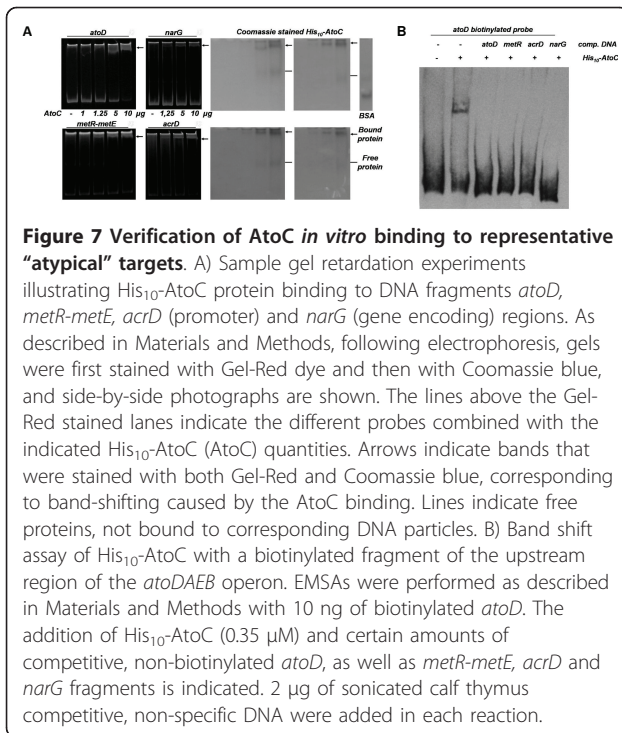 A
atoD
narG
Coomassie stained His10-AtoC
AtoC - 1 1.25 5 10 µg - 1,25 5 10 µg
BSA
metR-metE
acrD
Bound protein
Free protein
B
atoD biotinylated probe
- - atoD metR acrD narG comp. DNA
- + + + + + His10-AtoC
Figure 7 Verification of AtoC in vitro binding to representative
"atypical" targets. A) Sample gel retardation experiments
illustrating His10-AtoC protein binding to DNA fragments atoD,
metR-metE, acrD (promoter) and narG (gene encoding) regions. As
described in Materials and Methods, following electrophoresis, gels
were first stained with Gel-Red dye and then with Coomassie blue,
and side-by-side photographs are shown. The lines above the Gel-
Red stained lanes indicate the different probes combined with the
indicated His10-AtoC (AtoC) quantities. Arrows indicate bands that
were stained with both Gel-Red and Coomassie blue, corresponding
to band-shifting caused by the AtoC binding. Lines indicate free
proteins, not bound to corresponding DNA particles. B) Band shift
assay of His10-AtoC with a biotinylated fragment of the upstream
region of the atoDAEB operon. EMSAs were performed as described
in Materials and Methods with 10 ng of biotinylated atoD. The
addition of His10-AtoC (0.35 µM) and certain amounts of
competitive, non-biotinylated atoD, as well as metR-metE, acrD and
narG fragments is indicated. 2 µg of sonicated calf thymus
competitive, non-specific DNA were added in each reaction.